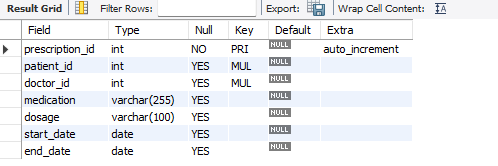 Result Grid Filter Rows: Export: Wrap Cell Content: IA
Field Type Null Key Default Extra
prescription_id int NO PRI NULL auto_increment
patient_id int YES MUL NULL
doctor_id int YES MUL NULL
medication varchar(255) YES NULL
dosage varchar(100) YES NULL
start_date date YES NULL
end_date date YES NULL